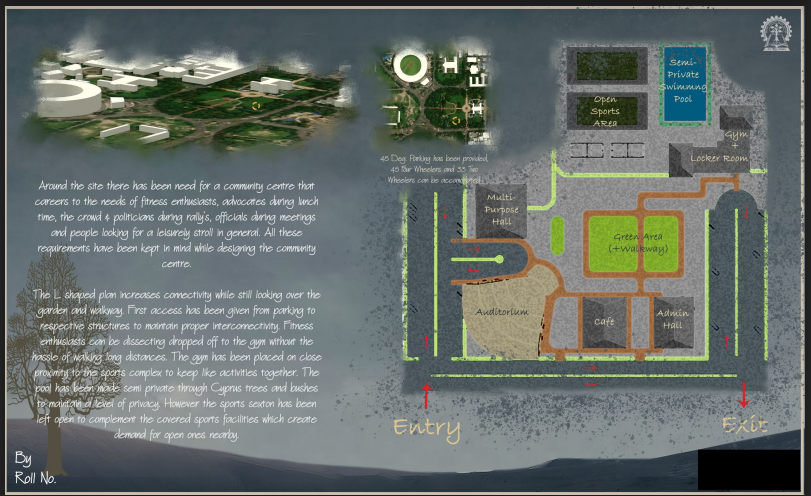 45 Deg. Parking has been provided,
45 Four Wheelers and 35 Two
Wheelers can be accomodated
Around the site there has been need for a community centre that
careers to the needs of fitness enthusiasts, advocates during lunch
time, the crowd 4 politicians during rally's, officials during meetings
and people looking for a leisurely stroll in general. All these
requirements have been kept in mind while designing the community
centre.
The L shaped plan increases connectivity while still looking over the
garden and walkway. First access has been given from parking to
respective structures to maintain proper interconnectivity. Fitness
enthusiasts can be dissecting dropped off to the gym without the
hassle of walking long distances. The gym has been placed on close
proximity to the sports complex to keep like activities together. The
pool has been made semi private through Cyprus trees and bushes
to maintain a level of privacy. However the sports sexton has been
left open to complement the covered sports facilities which create
demand for open ones nearby.
By
Roll No.
Semi-
Private
Swimmng
Pool
Open
Sports
ARea
Gym
+
Locker Room
Multi-
Purpose
Hall
Green Area
(+Walkway)
Auditorium
Cafe
Admin
Hall
Entry
Exit